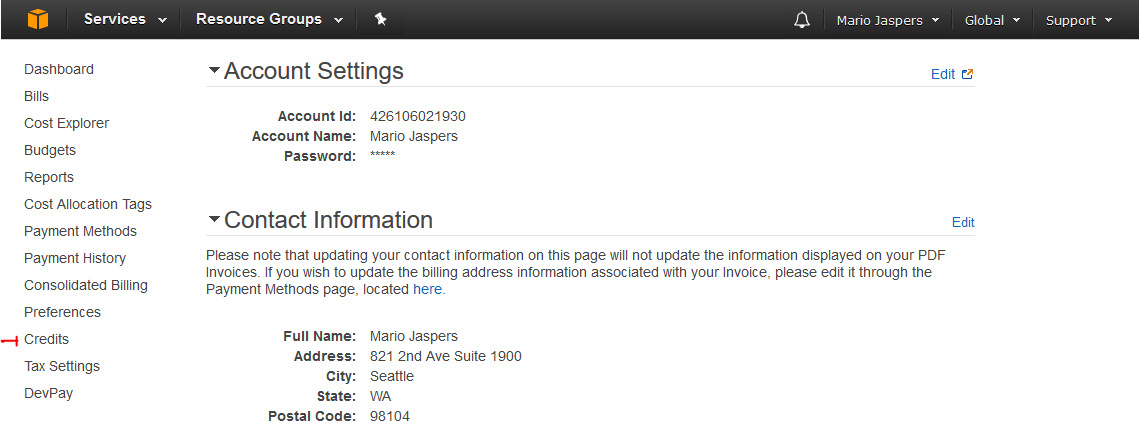 Services Resource Groups Mario Jaspers Global Support
Dashboard
Bills
Cost Explorer
Budgets
Reports
Cost Allocation Tags
Payment Methods
Payment History
Consolidated Billing
Preferences
Credits
Tax Settings
DevPay
Account Settings Edit
Account Id: 426106021930
Account Name: Mario Jaspers
Password: *****
Contact Information Edit
Please note that updating your contact information on this page will not update the information displayed on your PDF
Invoices. If you wish to update the billing address information associated with your Invoice, please edit it through the
Payment Methods page, located here.
Full Name: Mario Jaspers
Address: 821 2nd Ave Suite 1900
City: Seattle
State: WA
Postal Code: 98104